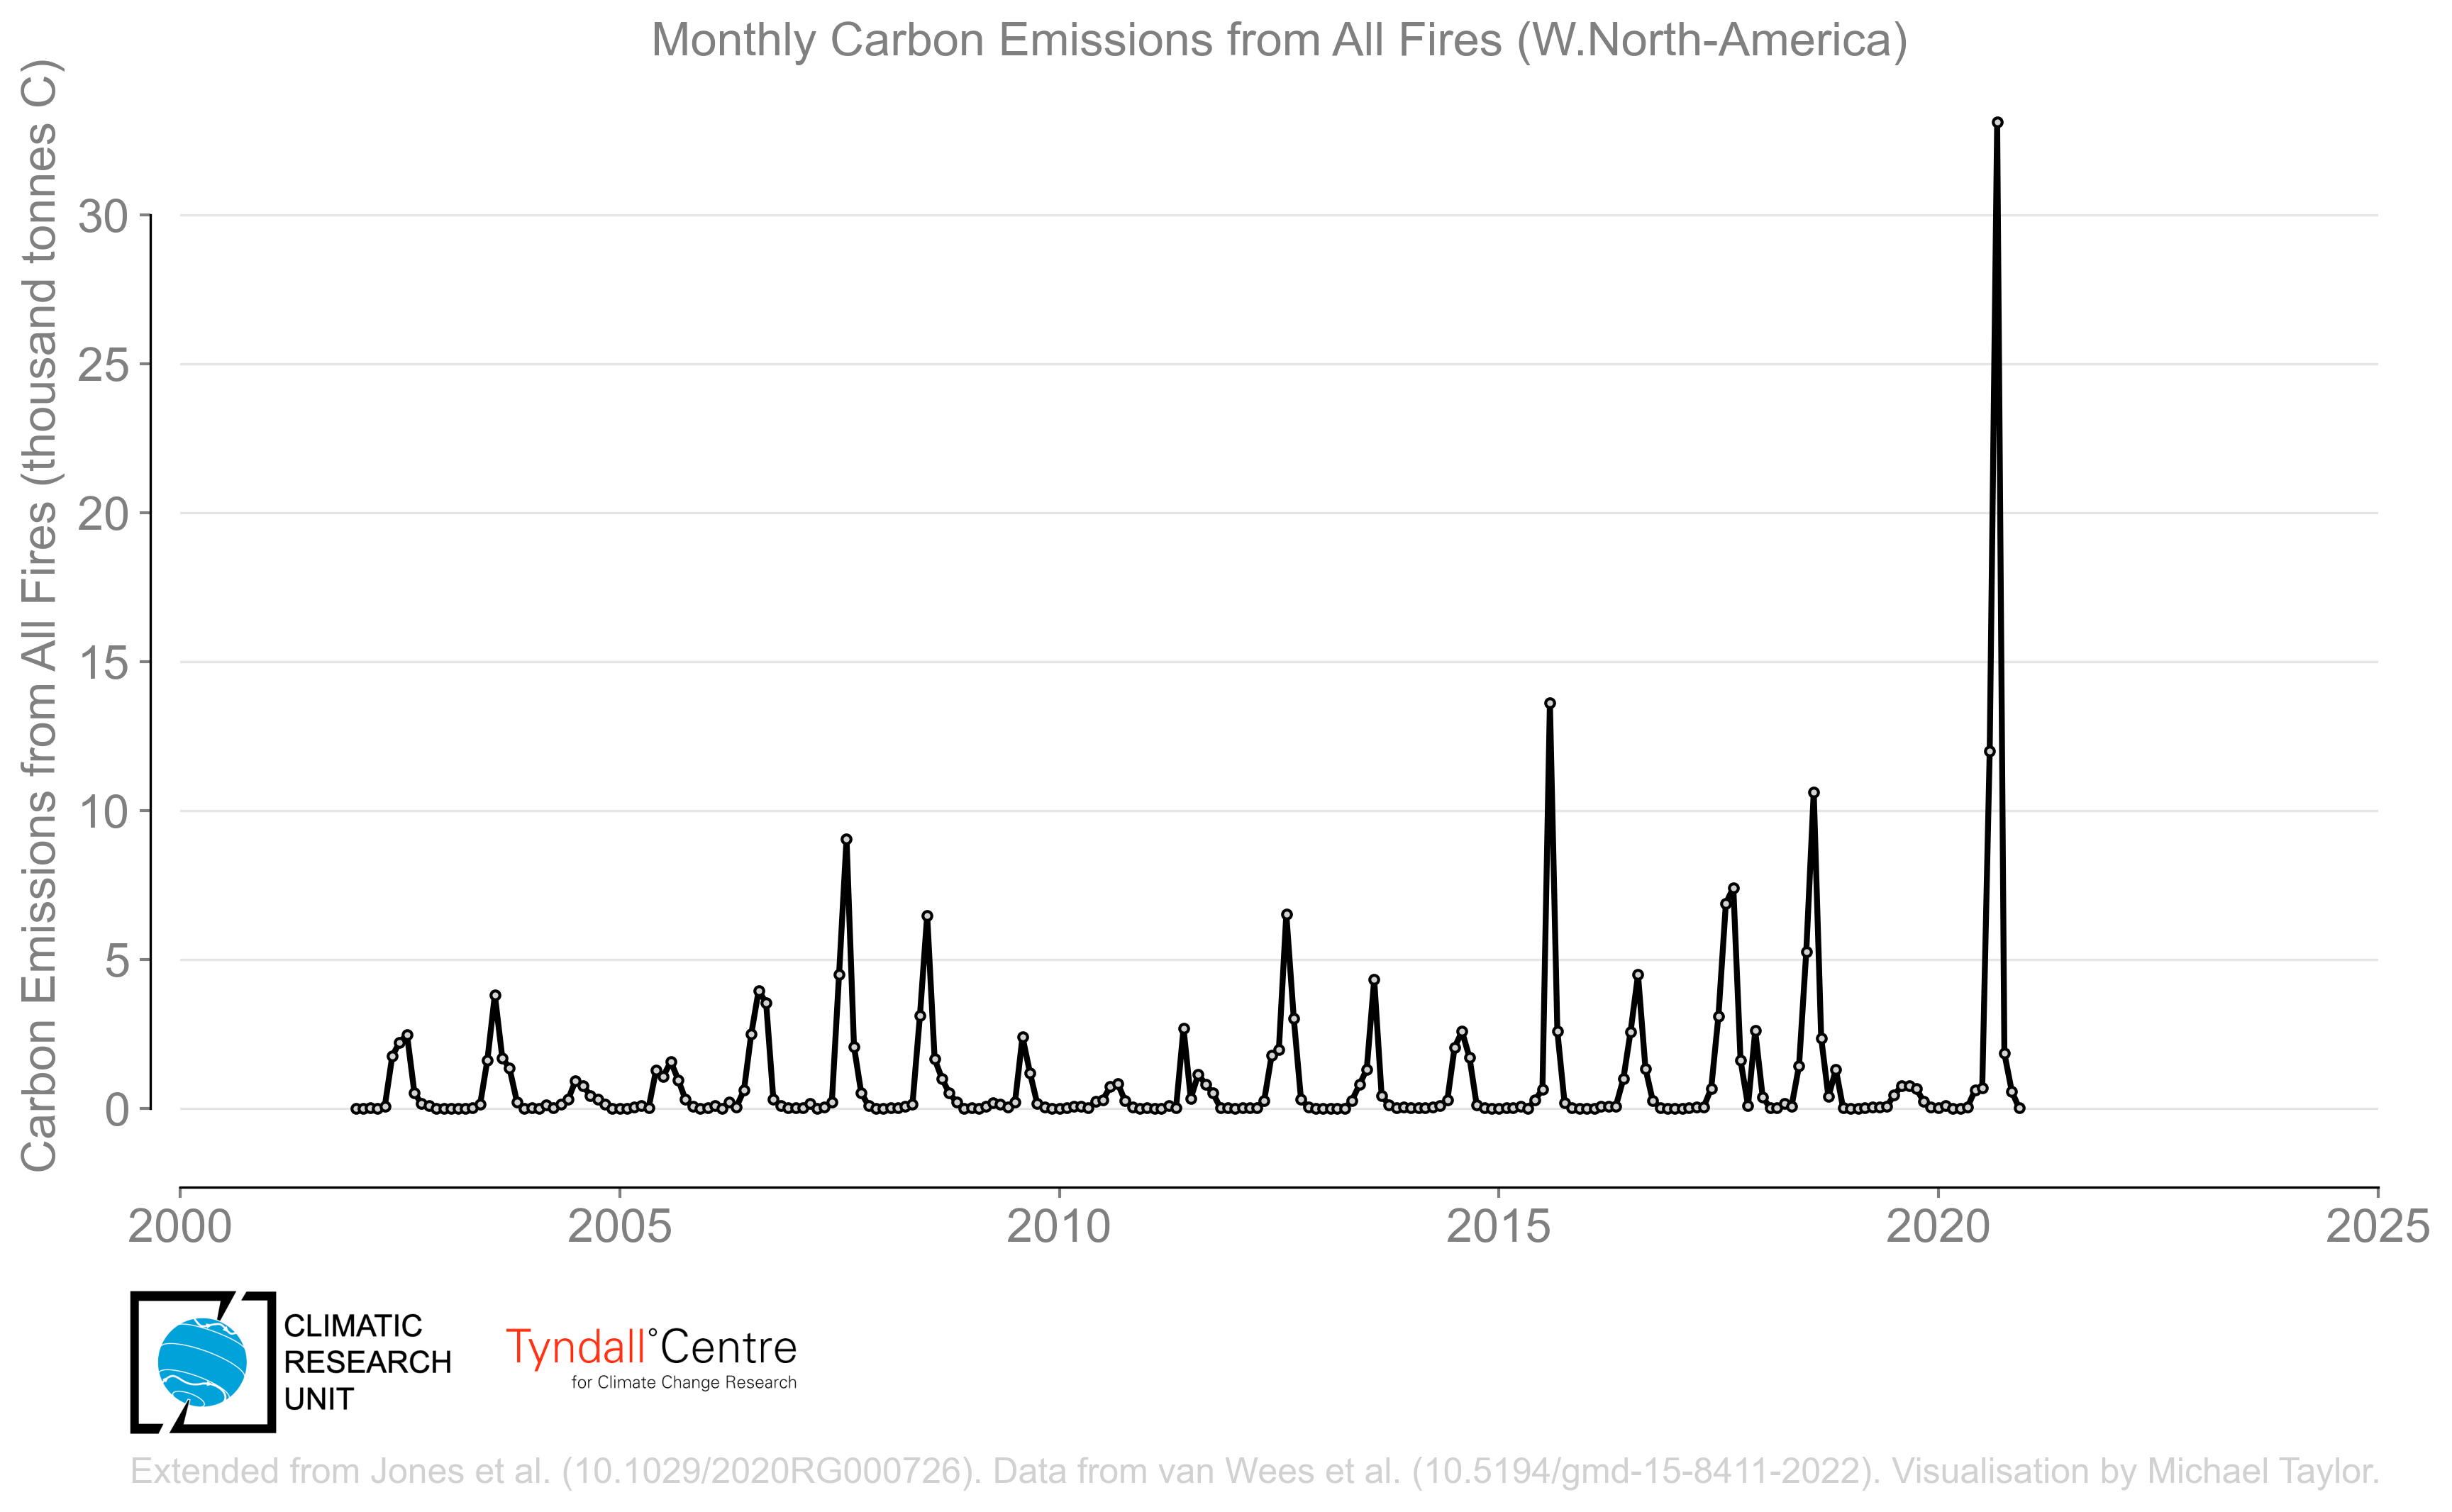 Monthly Carbon Emissions from All Fires (W.North-America)
Carbon Emissions from All Fires (thousand tonnes C)
30
25
20
15
10
5
0
2000 2005 2010 2015 2020 2025
CLIMATIC
RESEARCH
UNIT
Tyndall°Centre
for Climate Change Research
Extended from Jones et al. (10.1029/2020RG000726). Data from van Wees et al. (10.5194/gmd-15-8411-2022). Visualisation by Michael Taylor.